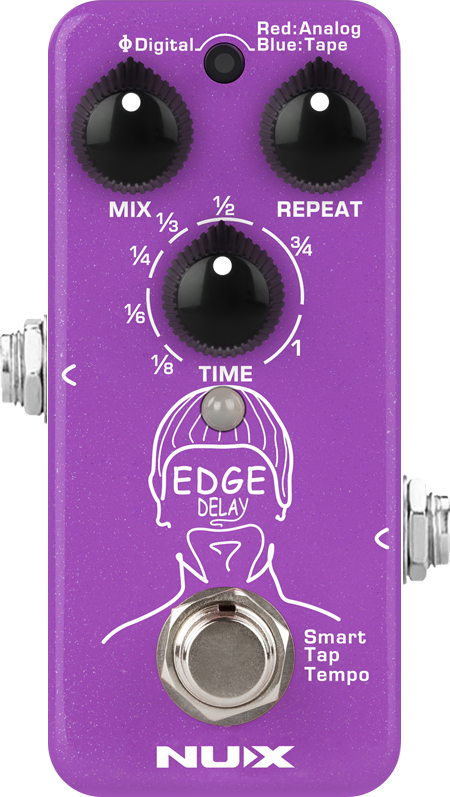 ΦDigital
Red:Analog
Blue:Tape
MIX
REPEAT
1/2
1/3
3/4
1/4
1/6
1/8
1
TIME
EDGE
DELAY
Smart
Tap
Tempo
NUX